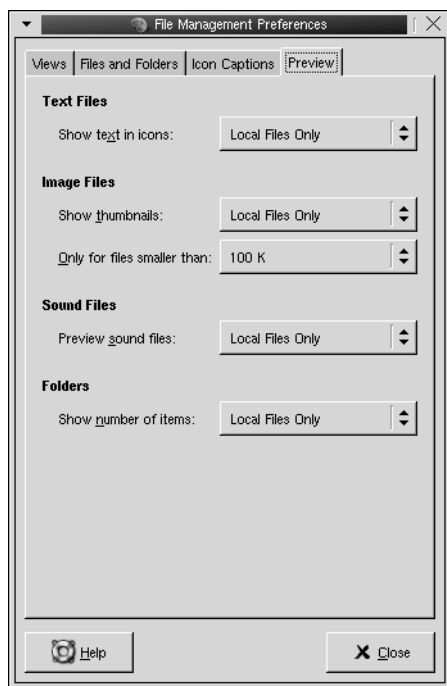 File Management Preferences
Views Files and Folders Icon Captions Preview
Text Files
Show text in icons: Local Files Only
Image Files
Show thumbnails: Local Files Only
Only for files smaller than: 100 K
Sound Files
Preview sound files: Local Files Only
Folders
Show number of items: Local Files Only
Help Close